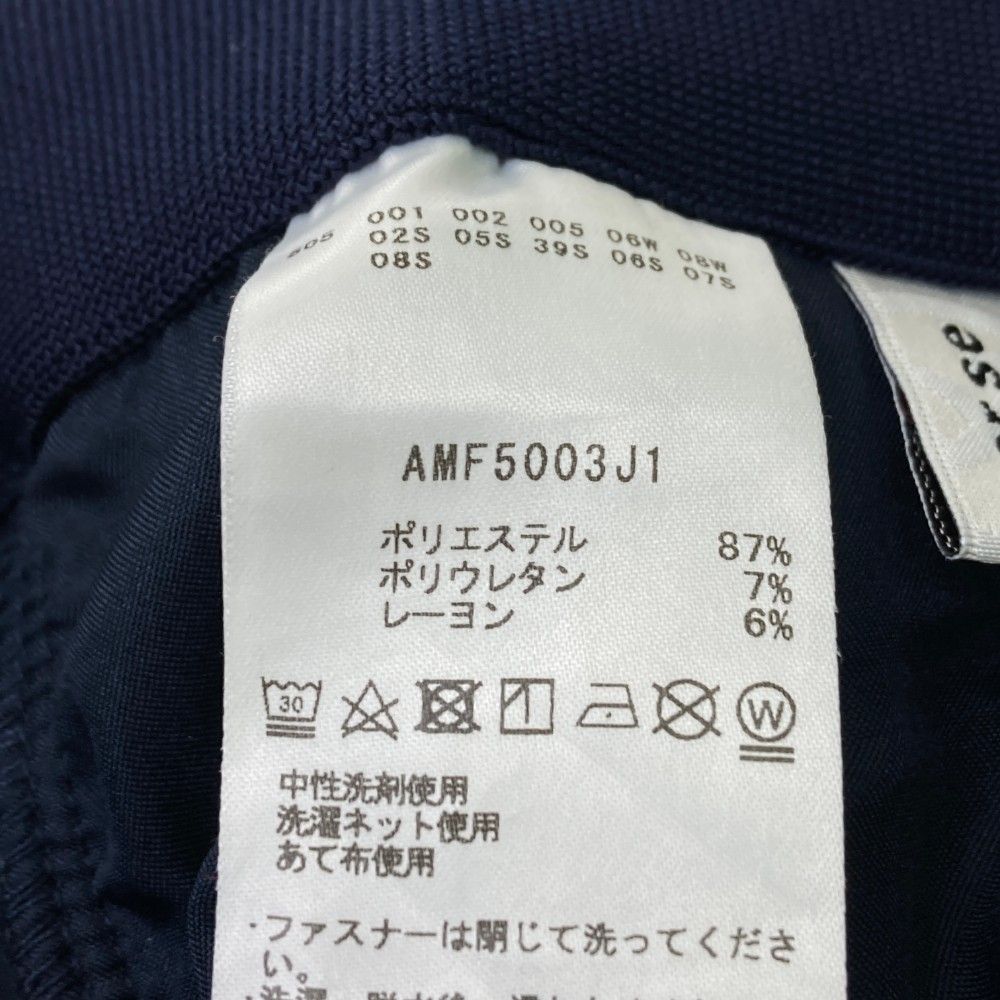 001 002 005 06W 08W
505 02S 05S 39S 06S 07S
08S
AMF5003J1
ポリエステル 87%
ポリウレタン 7%
レーヨン 6%
30
W
中性洗剤使用
洗濯ネット使用
あて布使用
・ファスナーは閉じて洗ってくださ
い。
se